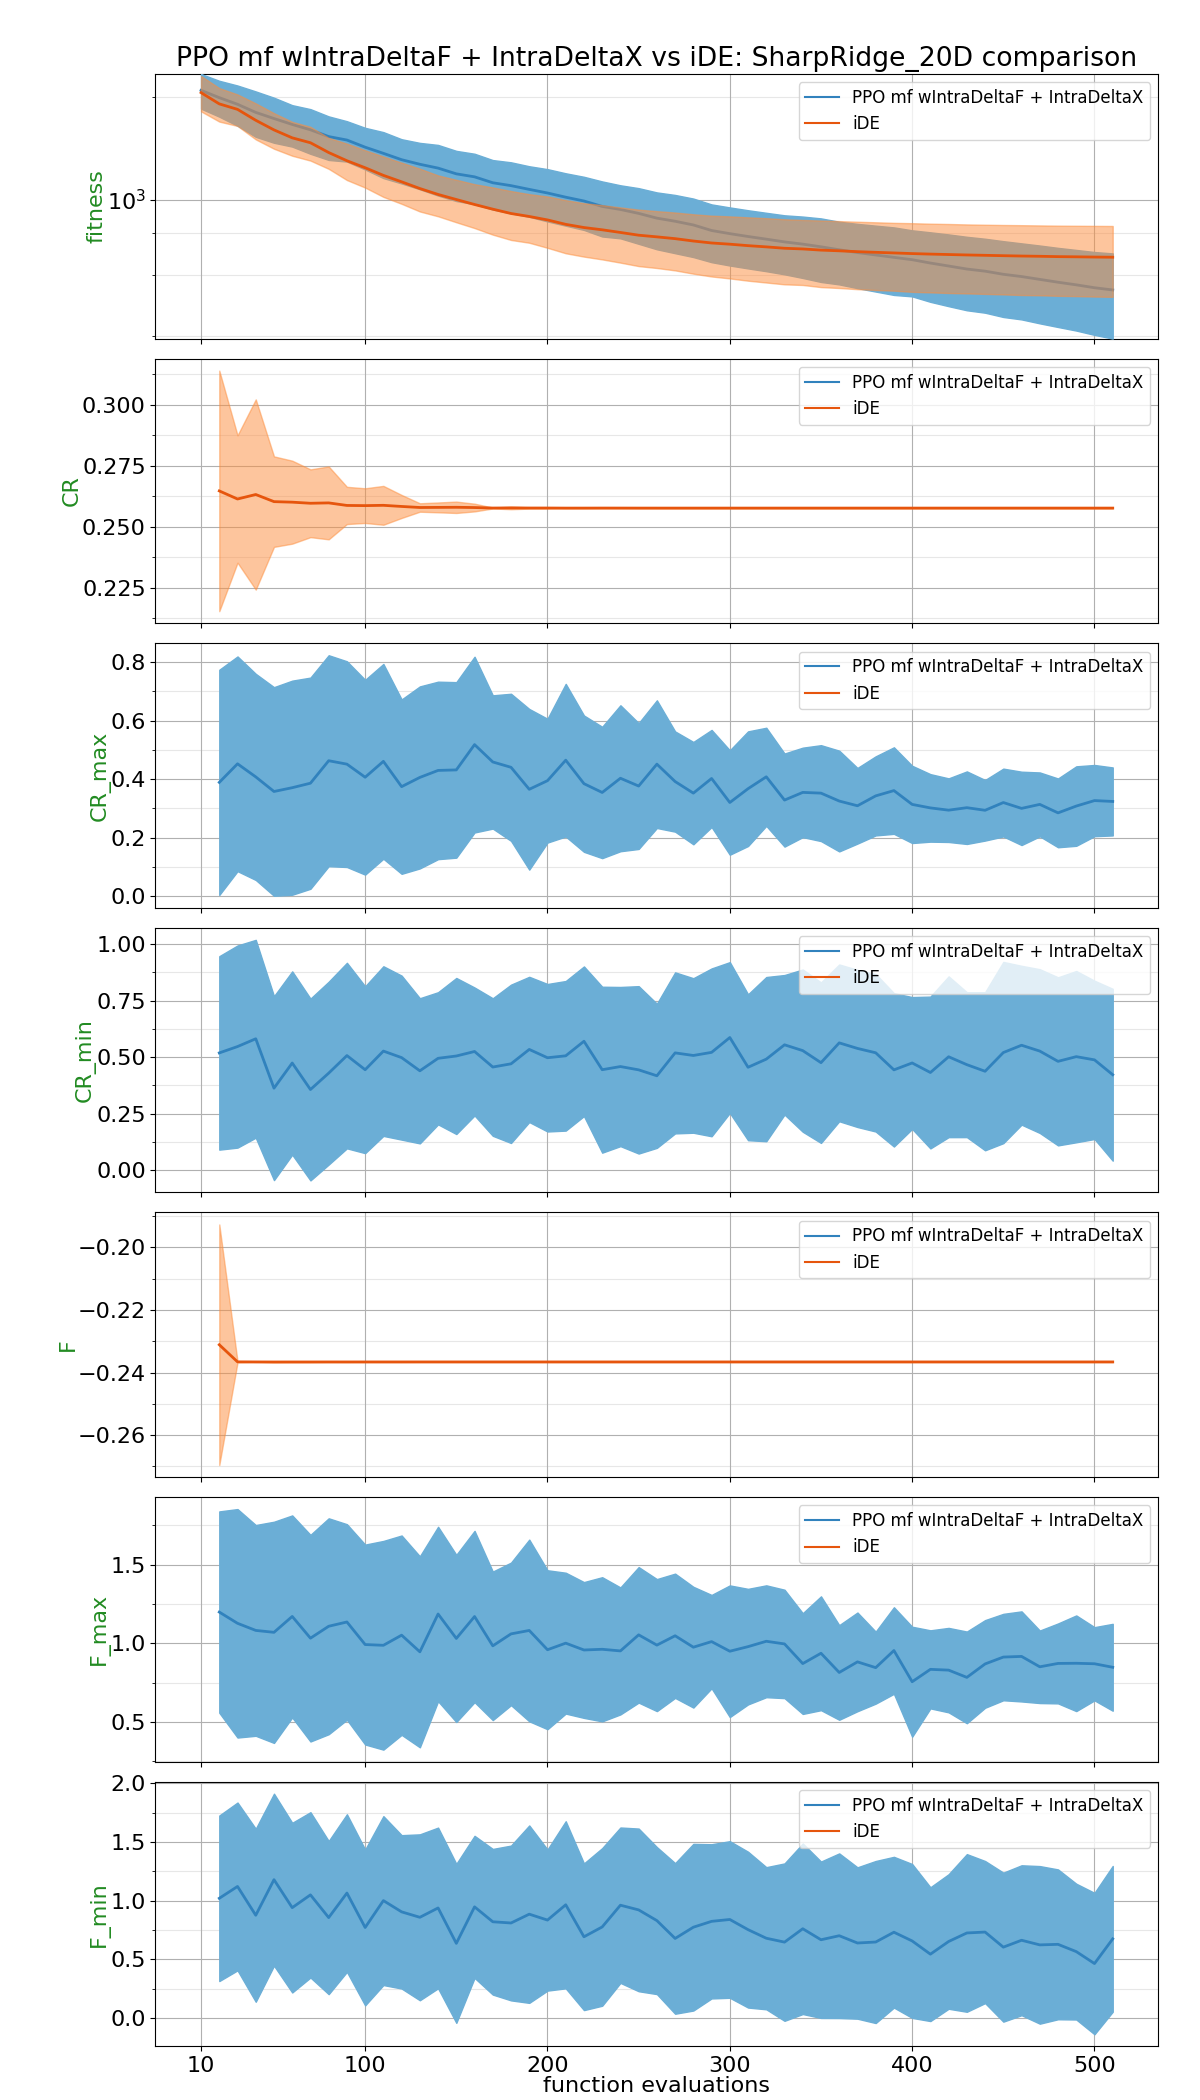 PPO mf wIntraDeltaF + IntraDeltaX vs iDE: SharpRidge_20D comparison
fitness
10³
PPO mf wIntraDeltaF + IntraDeltaX
iDE
CR
0.300
0.275
0.250
0.225
PPO mf wIntraDeltaF + IntraDeltaX
iDE
CR_max
0.8
0.6
0.4
0.2
0.0
PPO mf wIntraDeltaF + IntraDeltaX
iDE
CR_min
1.00
0.75
0.50
0.25
0.00
PPO mf wIntraDeltaF + IntraDeltaX
iDE
F
−0.20
−0.22
−0.24
−0.26
PPO mf wIntraDeltaF + IntraDeltaX
iDE
F_max
1.5
1.0
0.5
PPO mf wIntraDeltaF + IntraDeltaX
iDE
F_min
2.0
1.5
1.0
0.5
0.0
PPO mf wIntraDeltaF + IntraDeltaX
iDE
10 100 200 300 400 500
function evaluations